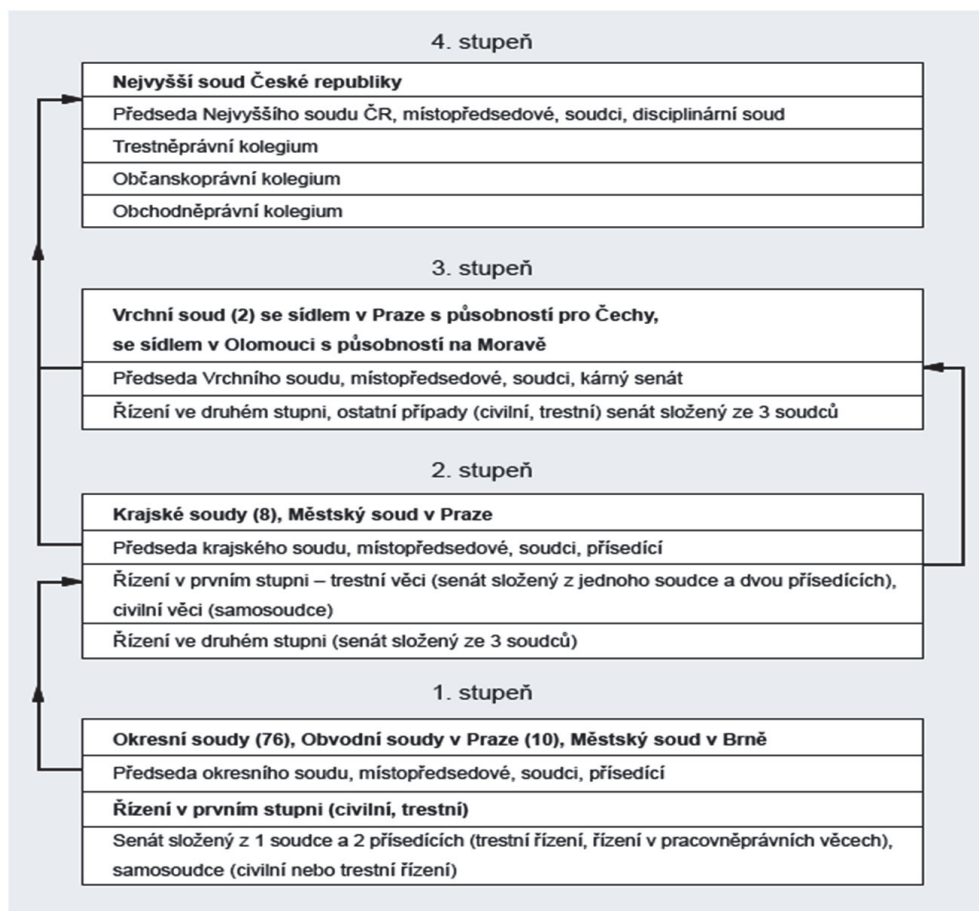 4. stupeň
Nejvyšší soud České republiky
Předseda Nejvyššího soudu ČR, místopředsedové, soudci, disciplinární soud
Trestněprávní kolegium
Občanskoprávní kolegium
Obchodněprávní kolegium
3. stupeň
Vrchní soud (2) se sídlem v Praze s působností pro Čechy,
se sídlem v Olomouci s působností na Moravě
Předseda Vrchního soudu, místopředsedové, soudci, kárný senát
Řízení ve druhém stupni, ostatní případy (civilní, trestní) senát složený ze 3 soudců
2. stupeň
Krajské soudy (8), Městský soud v Praze
Předseda krajského soudu, místopředsedové, soudci, přísedící
Řízení v prvním stupni – trestní věci (senát složený z jednoho soudce a dvou přísedících),
civilní věci (samosoudce)
Řízení ve druhém stupni (senát složený ze 3 soudců)
1. stupeň
Okresní soudy (76), Obvodní soudy v Praze (10), Městský soud v Brně
Předseda okresního soudu, místopředsedové, soudci, přísedící
Řízení v prvním stupni (civilní, trestní)
Senát složený z 1 soudce a 2 přísedících (trestní řízení, řízení v pracovněprávních věcech),
samosoudce (civilní nebo trestní řízení)